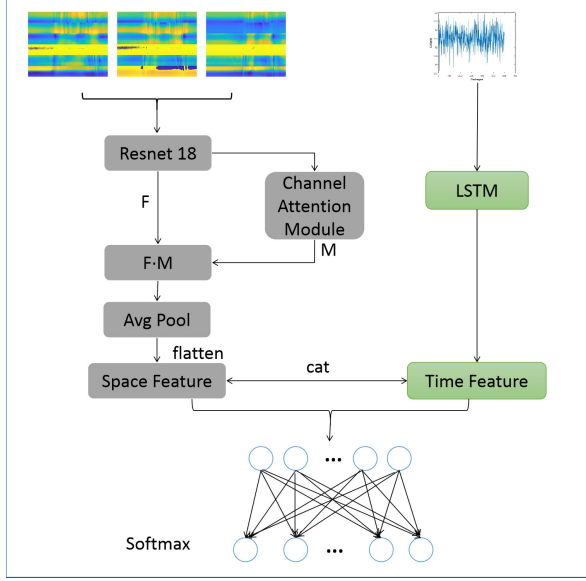 Resnet 18
Channel
Attention
Module
LSTM
F
M
F·M
Avg Pool
flatten
Space Feature
cat
Time Feature
...
Softmax
...